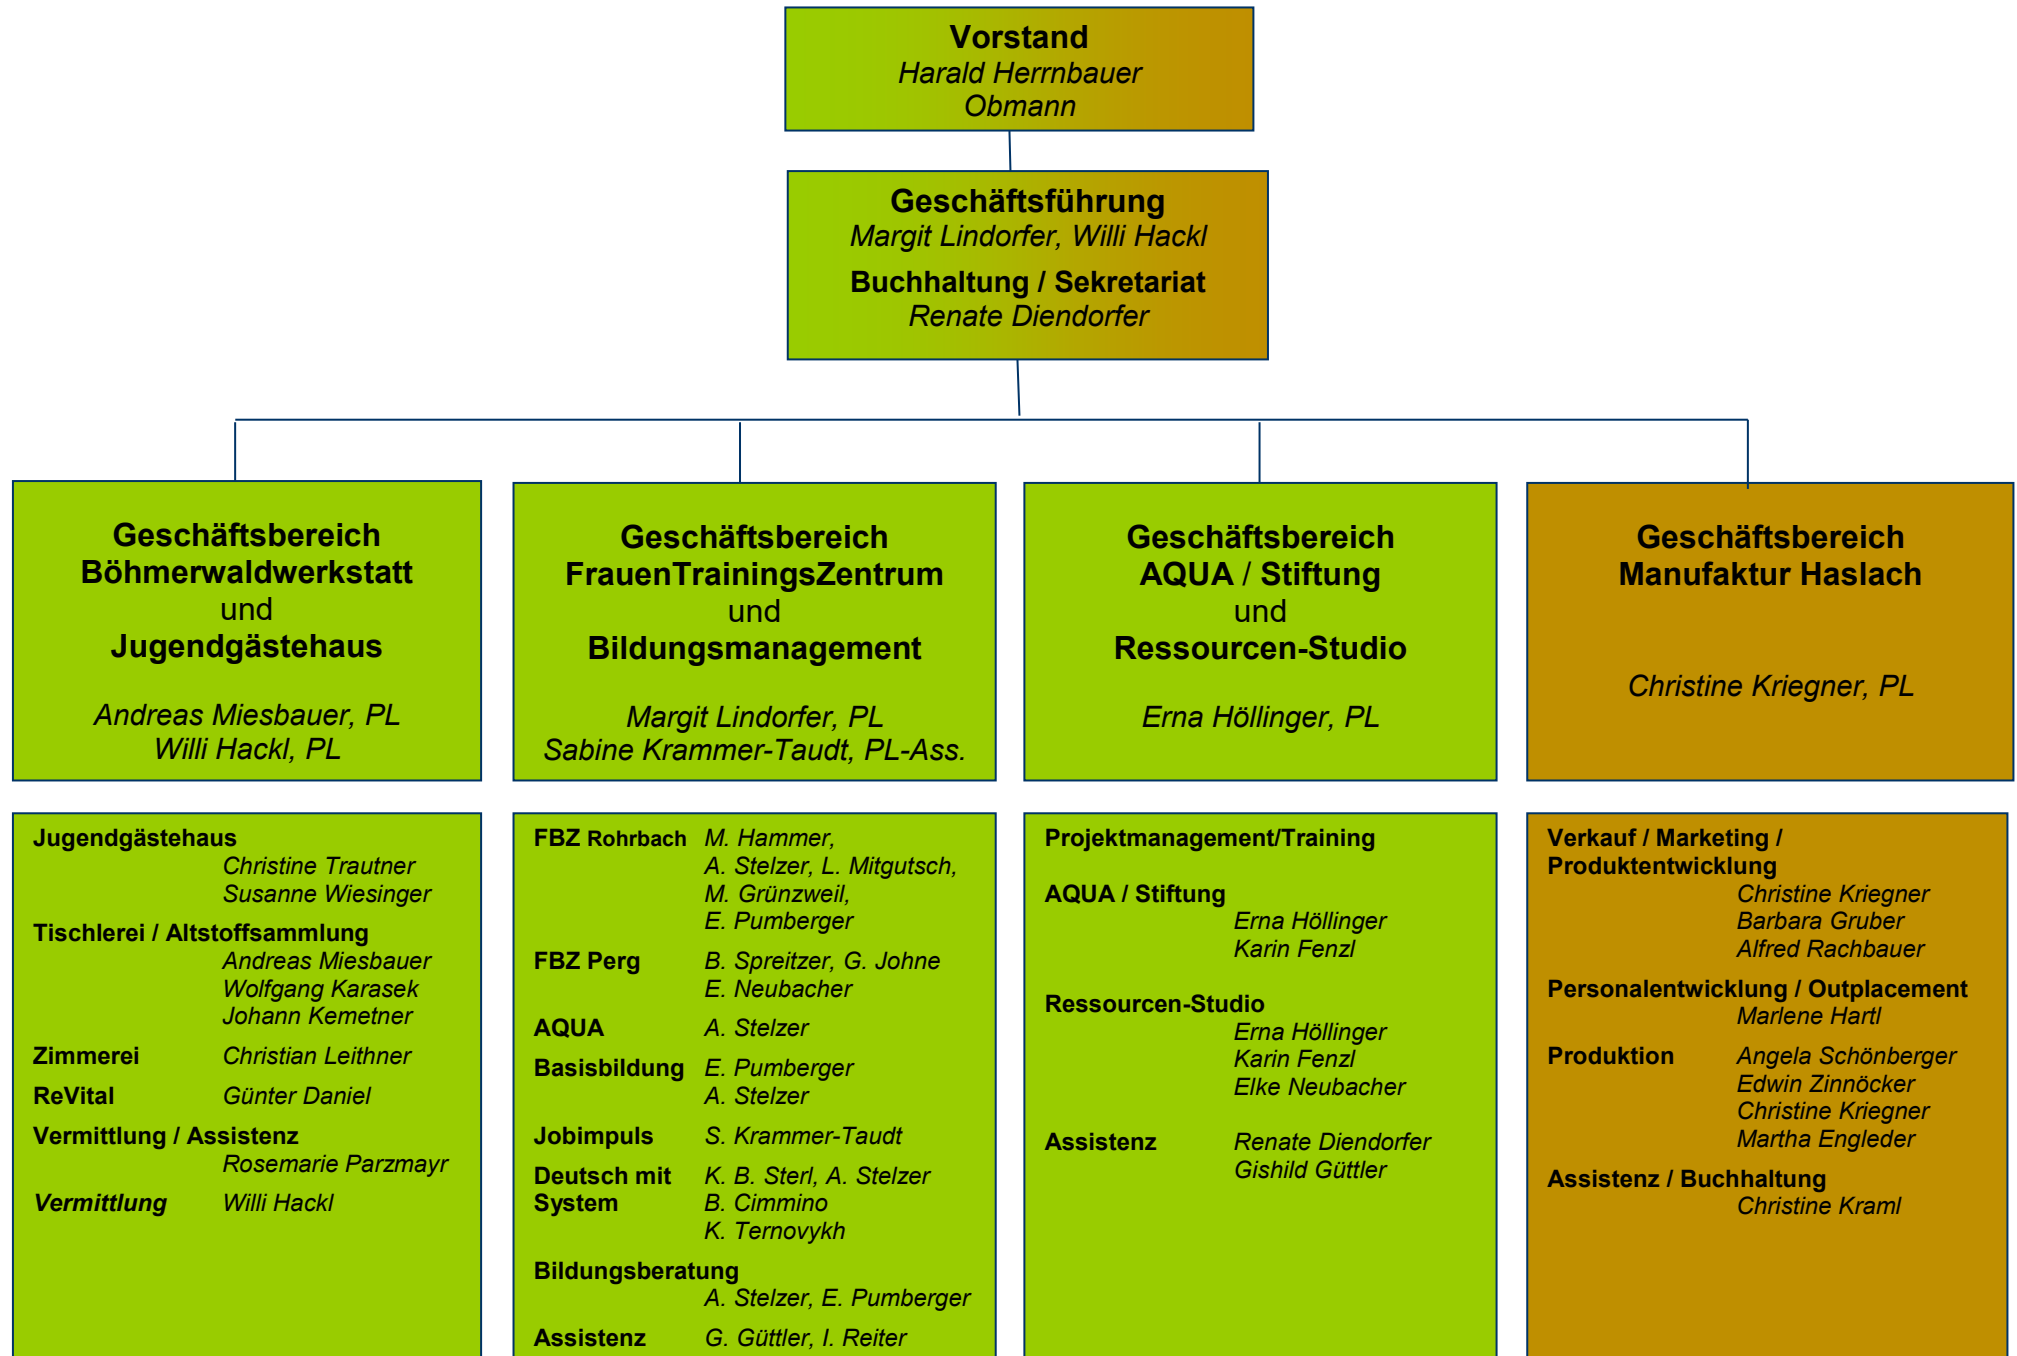 Vorstand
Harald Herrnbauer
Obmann
Geschäftsführung
Margit Lindorfer, Willi Hackl
Buchhaltung / Sekretariat
Renate Diendorfer
Geschäftsbereich
Böhmerwaldwerkstatt
und
Jugendgästehaus
Andreas Miesbauer, PL
Willi Hackl, PL
Geschäftsbereich
FrauenTrainingsZentrum
und
Bildungsmanagement
Margit Lindorfer, PL
Sabine Krammer-Taudt, PL-Ass.
Geschäftsbereich
AQUA / Stiftung
und
Ressourcen-Studio
Erna Höllinger, PL
Geschäftsbereich
Manufaktur Haslach
Christine Kriegner, PL
Jugendgästehaus
Christine Trautner
Susanne Wiesinger
Tischlerei / Altstoffsammlung
Andreas Miesbauer
Wolfgang Karasek
Johann Kemetner
Zimmerei Christian Leithner
ReVital Günter Daniel
Vermittlung / Assistenz
Rosemarie Parzmayr
Vermittlung Willi Hackl
FBZ Rohrbach M. Hammer,
A. Stelzer, L. Mitgutsch,
M. Grünzweil,
E. Pumberger
FBZ Perg B. Spreitzer, G. Johne
E. Neubacher
AQUA A. Stelzer
Basisbildung E. Pumberger
A. Stelzer
Jobimpuls S. Krammer-Taudt
Deutsch mit K. B. Sterl, A. Stelzer
System B. Cimmino
K. Ternovykh
Bildungsberatung
A. Stelzer, E. Pumberger
Assistenz G. Güttler, I. Reiter
Projektmanagement/Training
AQUA / Stiftung
Erna Höllinger
Karin Fenzl
Ressourcen-Studio
Erna Höllinger
Karin Fenzl
Elke Neubacher
Assistenz Renate Diendorfer
Gishild Güttler
Verkauf / Marketing /
Produktentwicklung
Christine Kriegner
Barbara Gruber
Alfred Rachbauer
Personalentwicklung / Outplacement
Marlene Hartl
Produktion Angela Schönberger
Edwin Zinnöcker
Christine Kriegner
Martha Engleder
Assistenz / Buchhaltung
Christine Kraml